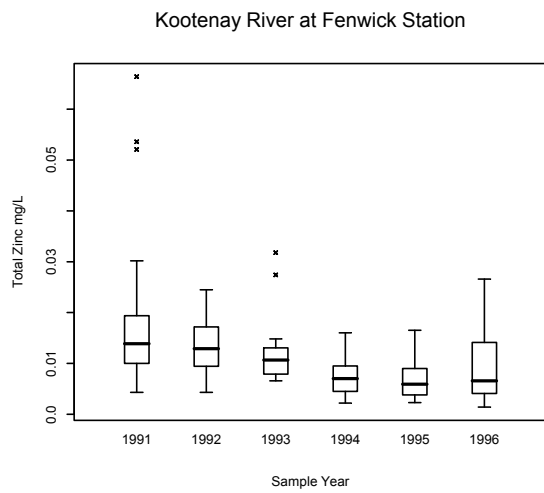 Kootenay River at Fenwick Station
Total Zinc mg/L
0.05
0.03
0.01
0.0
1991 1992 1993 1994 1995 1996
Sample Year